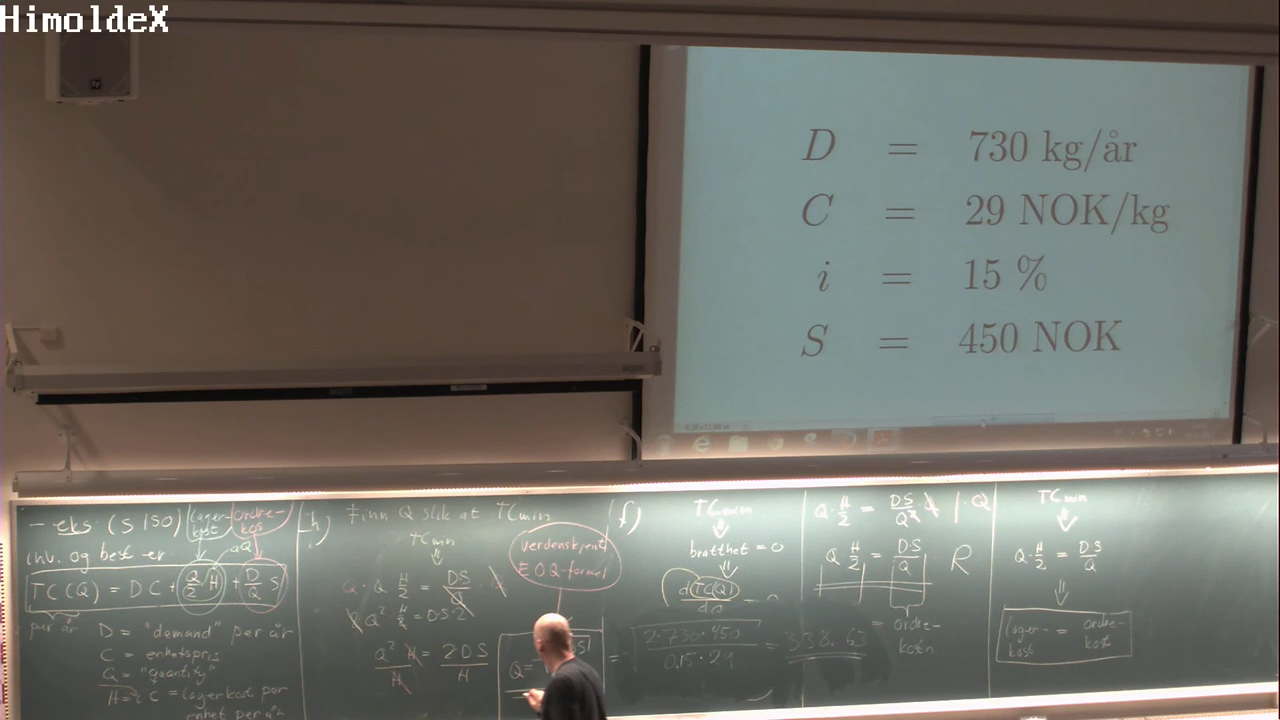 HimoldeX
D = 730 kg/år
C = 29 NOK/kg
i = 15 %
S = 450 NOK
- eks (S 150) lager-kost ordre-kos
inv. og best er
TC(Q) = DC + Q/2 H + D/Q S
per år
D = "demand" per år
C = enhetspris
Q = "quantity"
H = i C = lagerkost per
enhet per år
h) Finn Q slik at TCmin
TCmin
Q · Q H/2 = DS/Q · Q
Q² H/2 = DS 2
Q² H/H = 2DS/H
verdenskjent
EOQ-formel
Q =
= 2·730·450 / 0.15·29 = 338.63
f) TCmin
bratthet = 0
d(TC(Q))/dQ = 0
Q · H/2 = DS/Q² | · Q
Q H/2 = DS/Q R
= ordre-
kostn
TCmin
Q · H/2 = DS/Q
lager-kost = ordre-kost